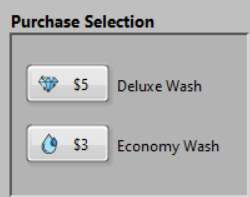 Purchase Selection
$5 Deluxe Wash
$3 Economy Wash